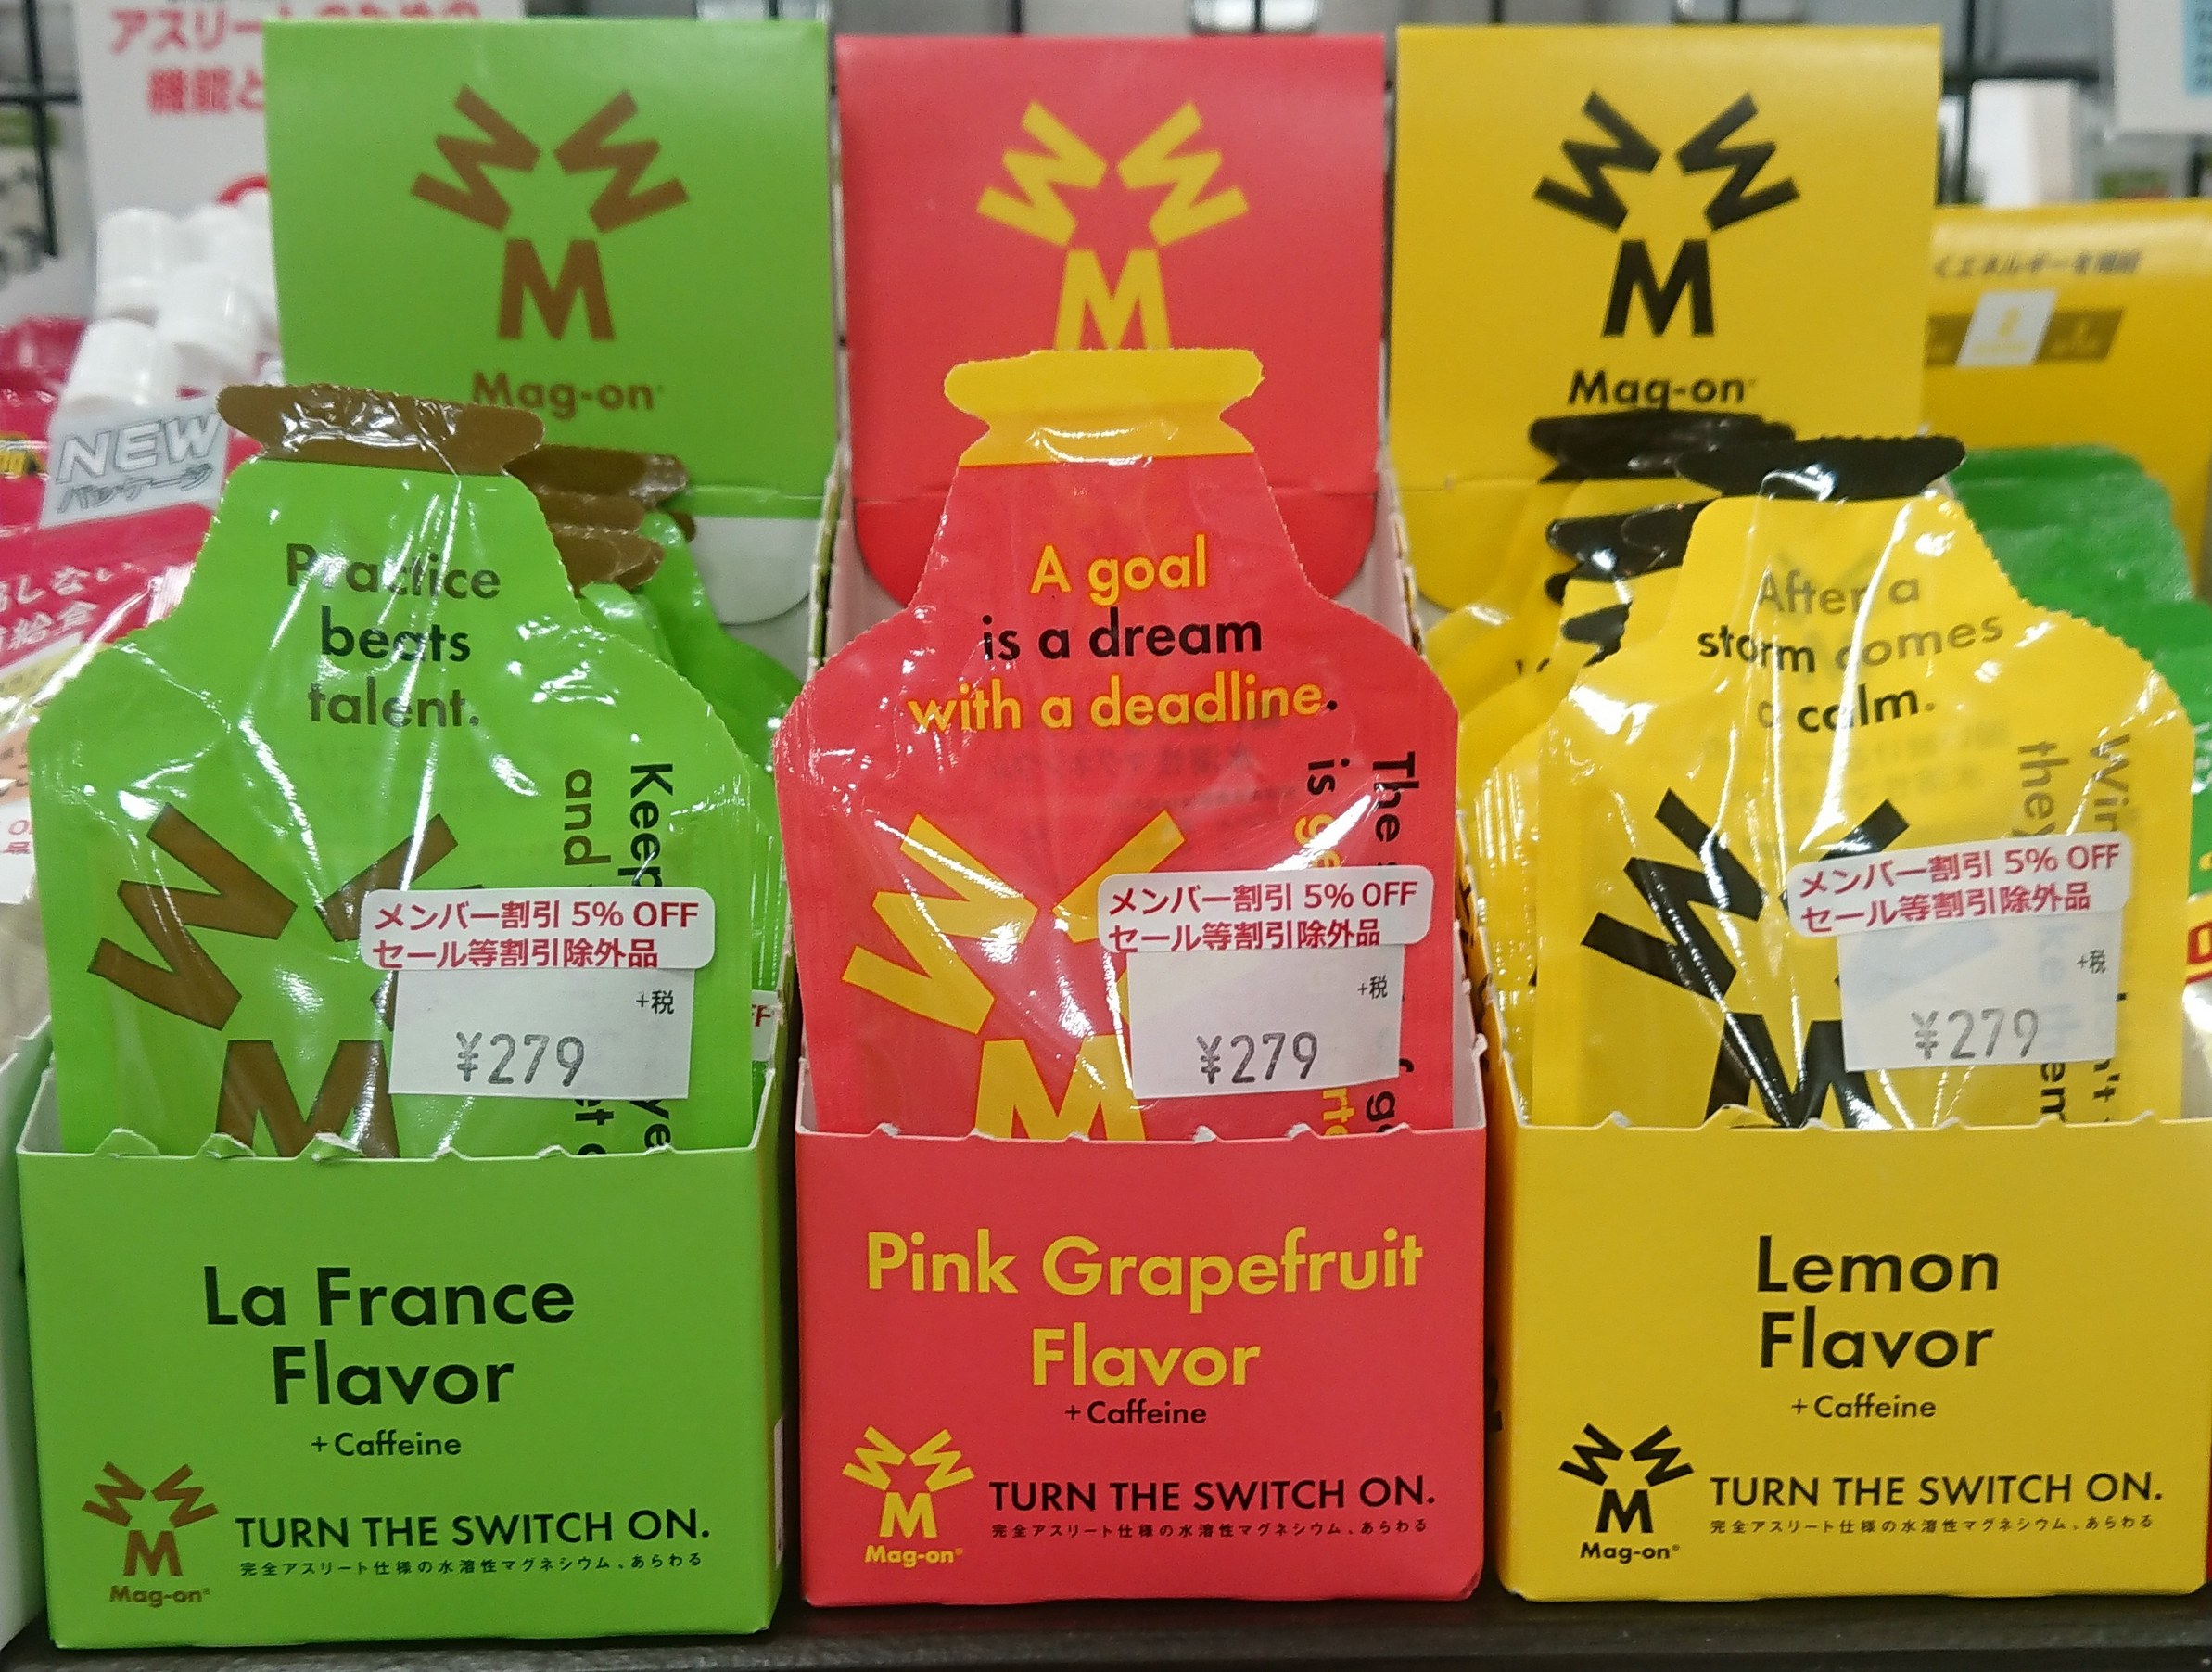 機能と
NEW
パッケージ
Mag-on
Practice
beats
talent.
Keep
and
メンバー割引 5% OFF
セール等割引除外品
+税
¥279
La France
Flavor
+ Caffeine
Mag-on
TURN THE SWITCH ON.
完全アスリート仕様の水溶性マグネシウム、あらわる
A goal
is a dream
with a deadline.
The
is
メンバー割引 5% OFF
セール等割引除外品
+税
¥279
Pink Grapefruit
Flavor
+ Caffeine
Mag-on
TURN THE SWITCH ON.
完全アスリート仕様の水溶性マグネシウム、あらわる
Mag-on
After a
storm comes
a calm.
メンバー割引 5% OFF
セール等割引除外品
+税
¥279
Lemon
Flavor
+ Caffeine
Mag-on
TURN THE SWITCH ON.
完全アスリート仕様の水溶性マグネシウム、あらわる